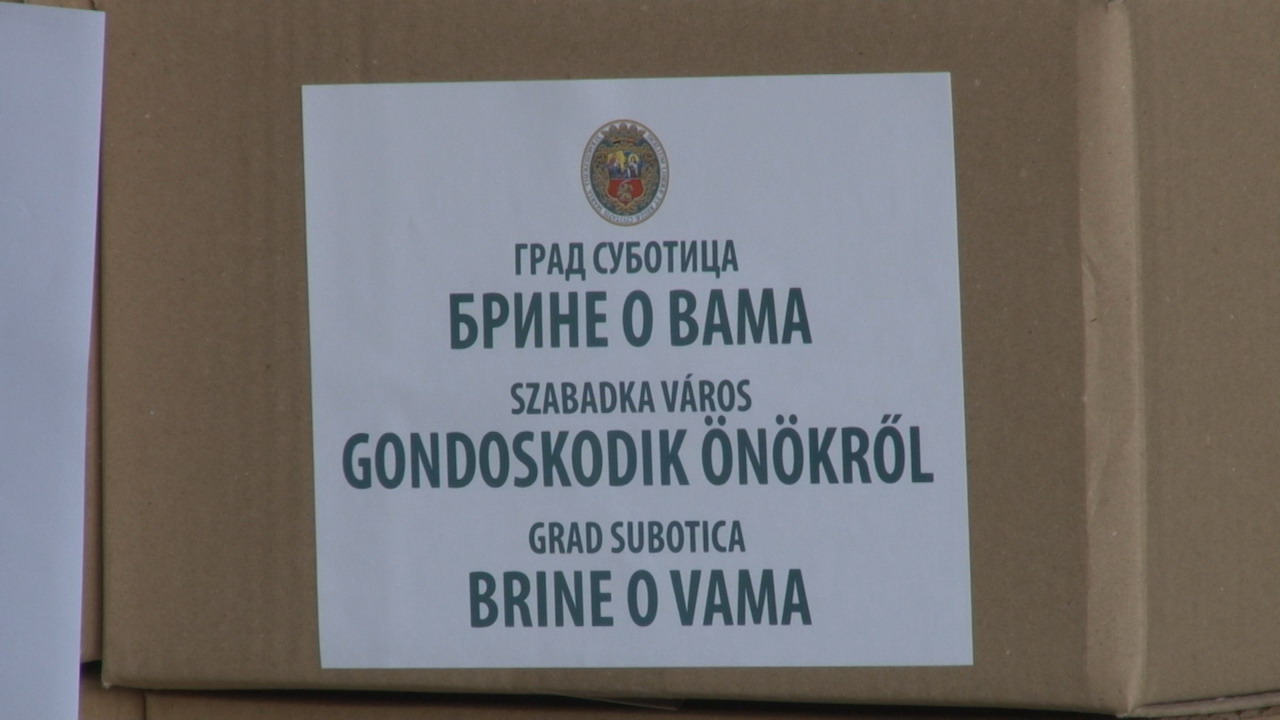 ГРАД СУБОТИЦА
БРИНЕ О ВАМА
SZABADKA VÁROS
GONDOSKODIK ÖNÖKRŐL
GRAD SUBOTICA
BRINE O VAMA